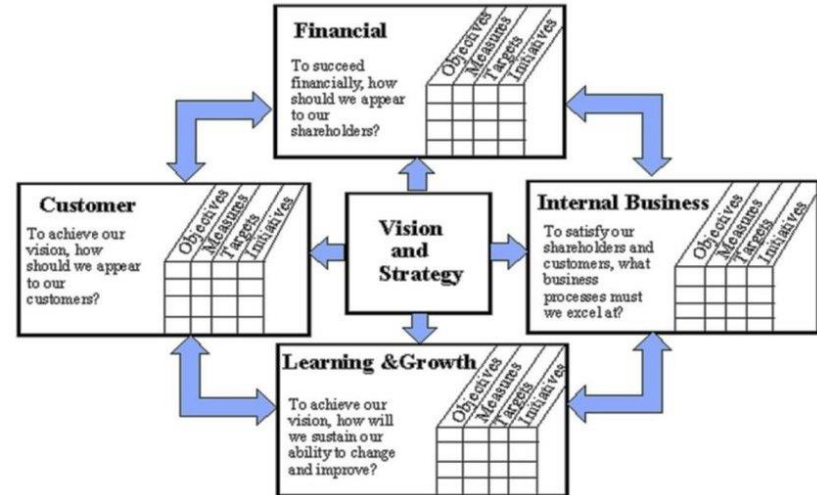 Financial
To succeed
financially, how
should we appear
to our
shareholders?
Objectives
Measures
Targets
Initiatives
Customer
To achieve our
vision, how
should we appear
to our
customers?
Objectives
Measures
Targets
Initiatives
Vision
and
Strategy
Internal Business
To satisfy our
shareholders and
customers, what
business
processes must
we excel at?
Objectives
Measures
Targets
Initiatives
Learning &Growth
To achieve our
vision, how will
we sustain our
ability to change
and improve?
Objectives
Measures
Targets
Initiatives